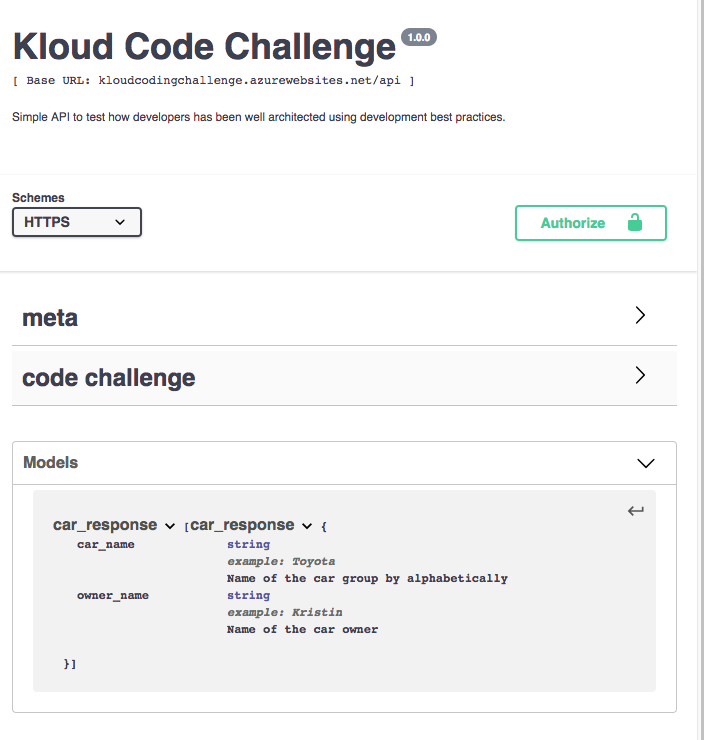 Kloud Code Challenge 1.0.0
[ Base URL: kloudcodingchallenge.azurewebsites.net/api ]
Simple API to test how developers has been well architected using development best practices.
Schemes
HTTPS
Authorize
meta
code challenge
Models
car_response [car_response {
car_name string
example: Toyota
Name of the car group by alphabetically
owner_name string
example: Kristin
Name of the car owner
}]